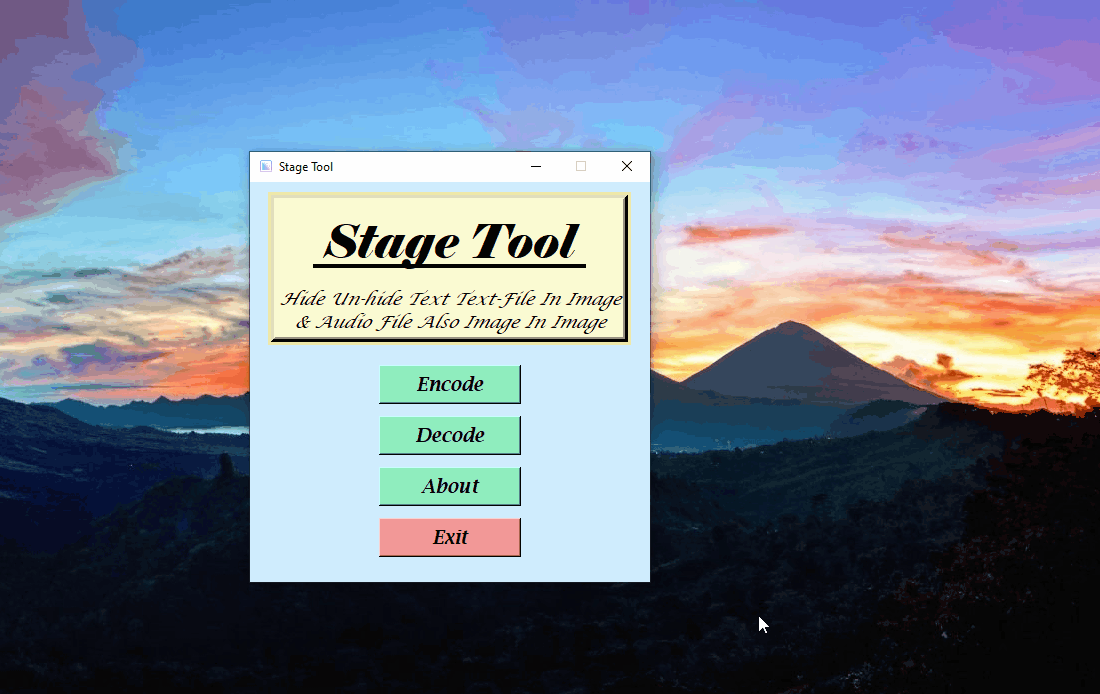 Stage Tool
Stage Tool
Hide Un-hide Text Text-File In Image
& Audio File Also Image In Image
Encode
Decode
About
Exit